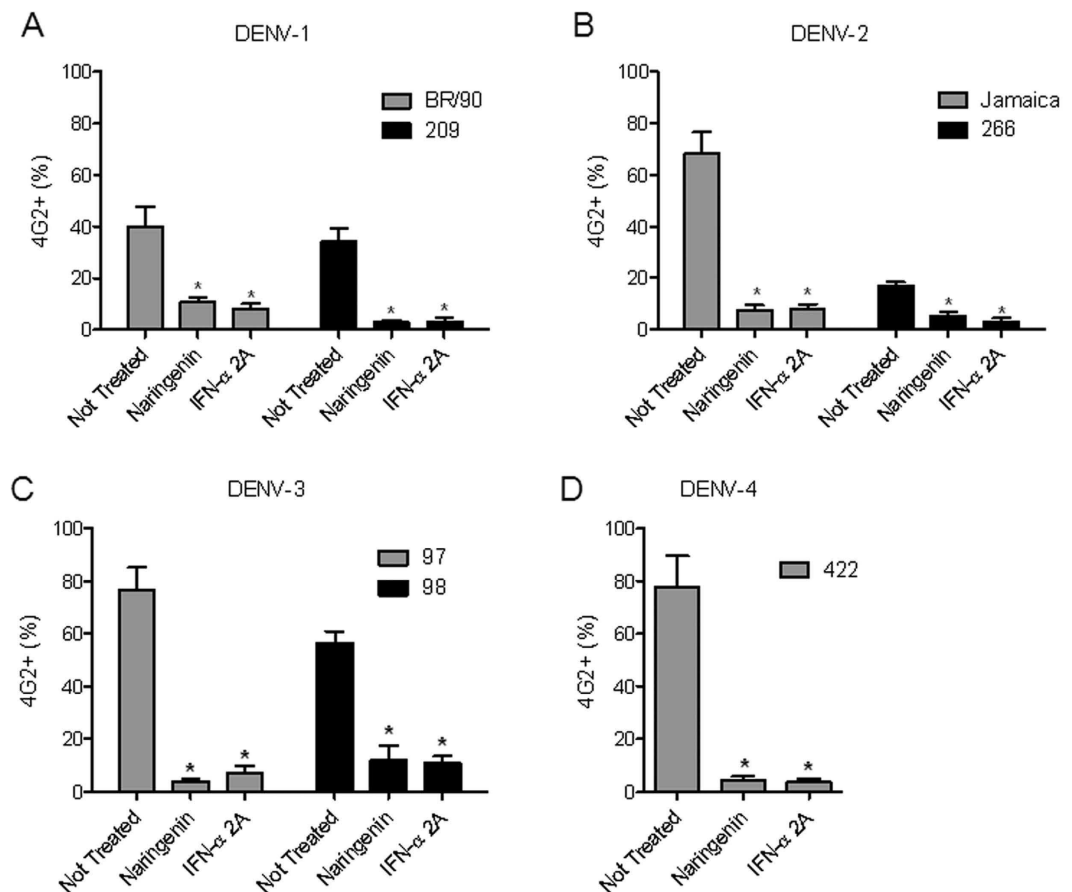 A
DENV-1
100
80
60
40
20
0
4G2+ (%)
BR/90
209
*
*
*
*
Not Treated
Naringenin
IFN-α 2A
Not Treated
Naringenin
IFN-α 2A
B
DENV-2
100
80
60
40
20
0
4G2+ (%)
Jamaica
266
*
*
*
*
Not Treated
Naringenin
IFN-α 2A
Not Treated
Naringenin
IFN-α 2A
C
DENV-3
100
80
60
40
20
0
4G2+ (%)
97
98
*
*
*
*
Not Treated
Naringenin
IFN-α 2A
Not Treated
Naringenin
IFN-α 2A
D
DENV-4
100
80
60
40
20
0
4G2+ (%)
422
*
*
Not Treated
Naringenin
IFN-α 2A